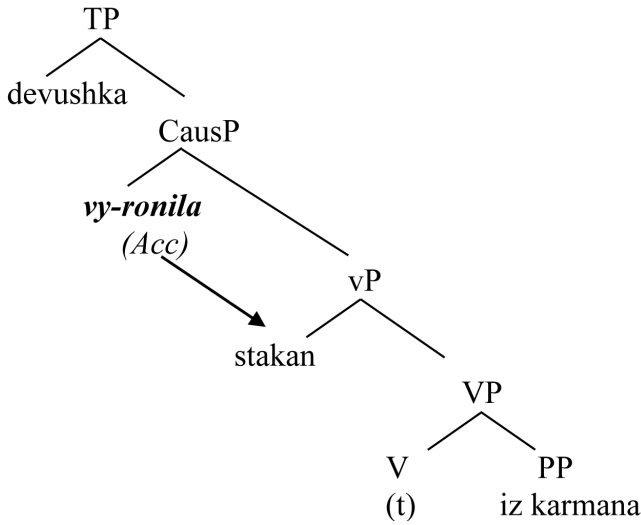 TP
devushka
CausP
vy-ronila
(Acc)
vP
stakan
VP
V PP
(t) iz karmana